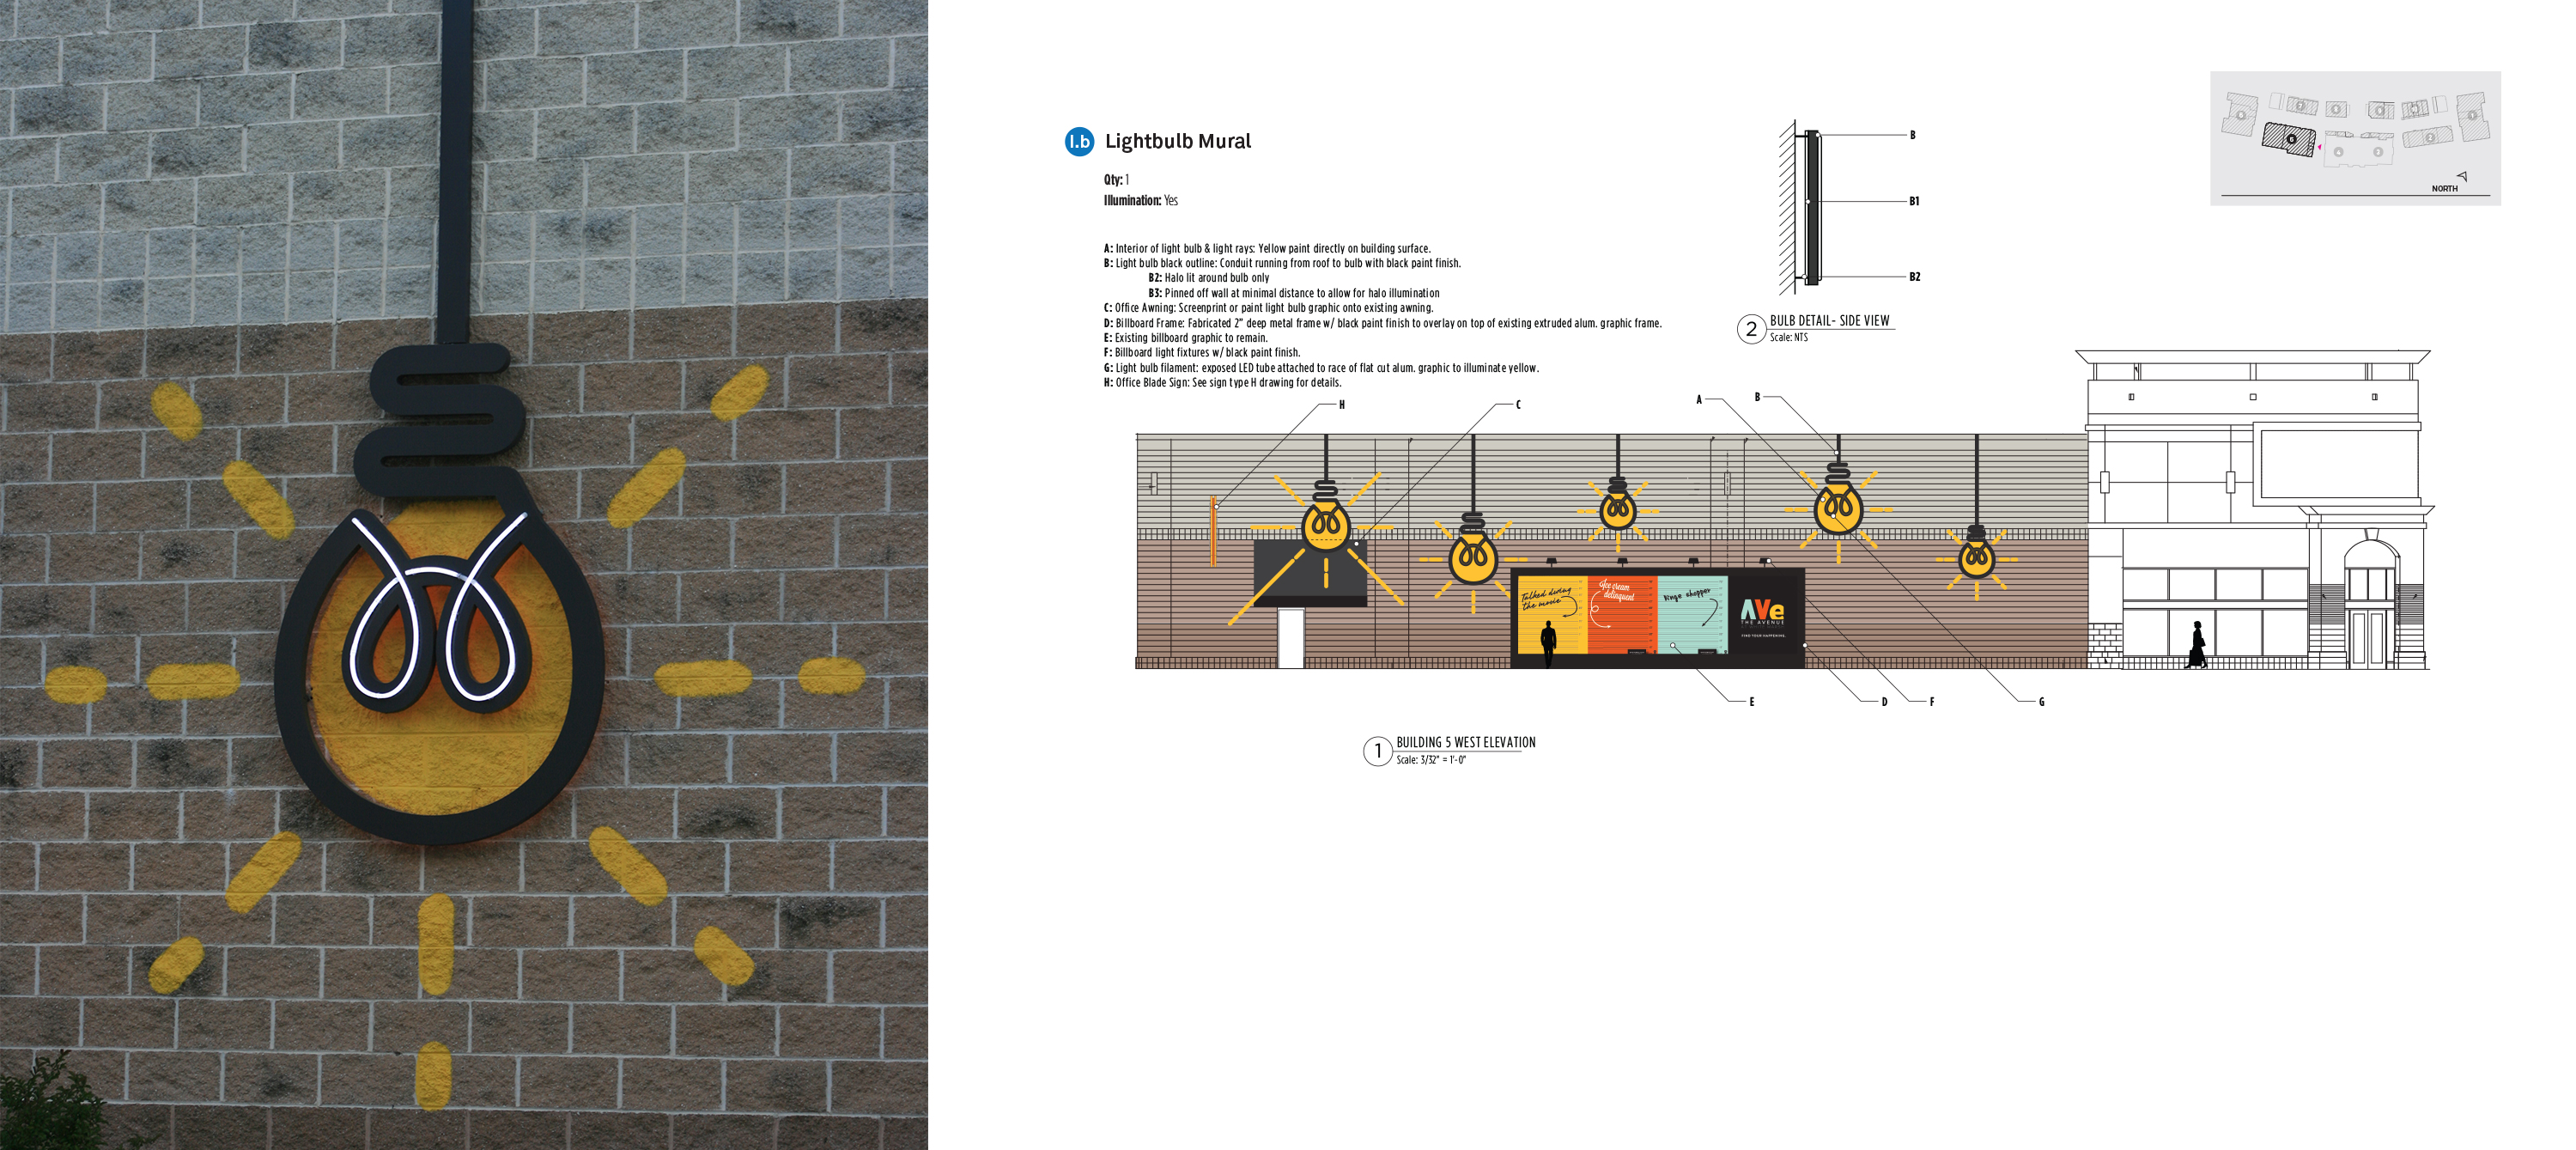 I.b Lightbulb Mural
Qty: 1
Illumination: Yes
A: Interior of light bulb & light rays: Yellow paint directly on building surface.
B: Light bulb black outline: Conduit running from roof to bulb with black paint finish.
B2: Halo lit around bulb only
B3: Pinned off wall at minimal distance to allow for halo illumination
C: Office Awning: Screenprint or paint light bulb graphic onto existing awning.
D: Billboard Frame: Fabricated 2" deep metal frame w/ black paint finish to overlay on top of existing extruded alum. graphic frame.
E: Existing billboard graphic to remain.
F: Billboard light fixtures w/ black paint finish.
G: Light bulb filament: exposed LED tube attached to race of flat cut alum. graphic to illuminate yellow.
H: Office Blade Sign: See sign type H drawing for details.
B
B1
B2
2 BULB DETAIL- SIDE VIEW
Scale: NTS
NORTH
H
C
A
B
Talked during
the movie
Ice cream
delinquent
Binge shopper
AVe
THE AVENUE
FIND YOUR HAPPENING.
E
D
F
G
1 BUILDING 5 WEST ELEVATION
Scale: 3/32" = 1'-0"